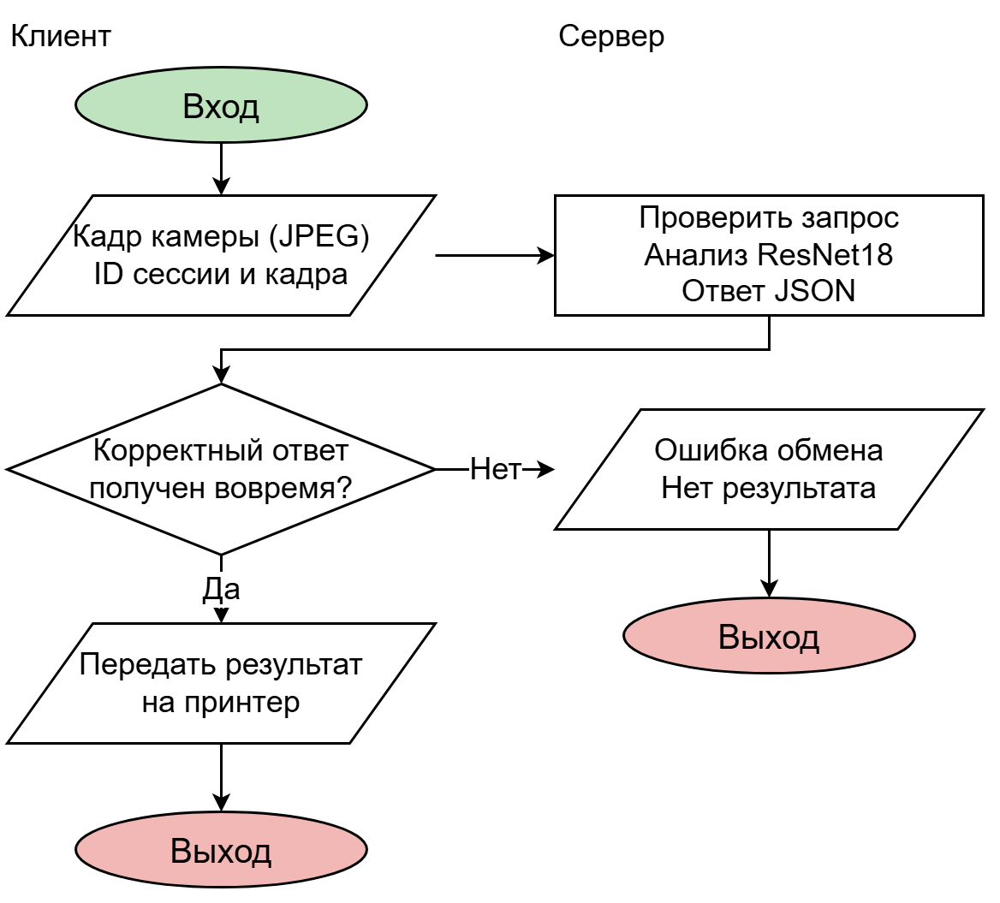 Клиент
Сервер
Вход
Кадр камеры (JPEG)
ID сессии и кадра
Проверить запрос
Анализ ResNet18
Ответ JSON
Корректный ответ
получен вовремя?
Нет
Ошибка обмена
Нет результата
Да
Выход
Передать результат
на принтер
Выход